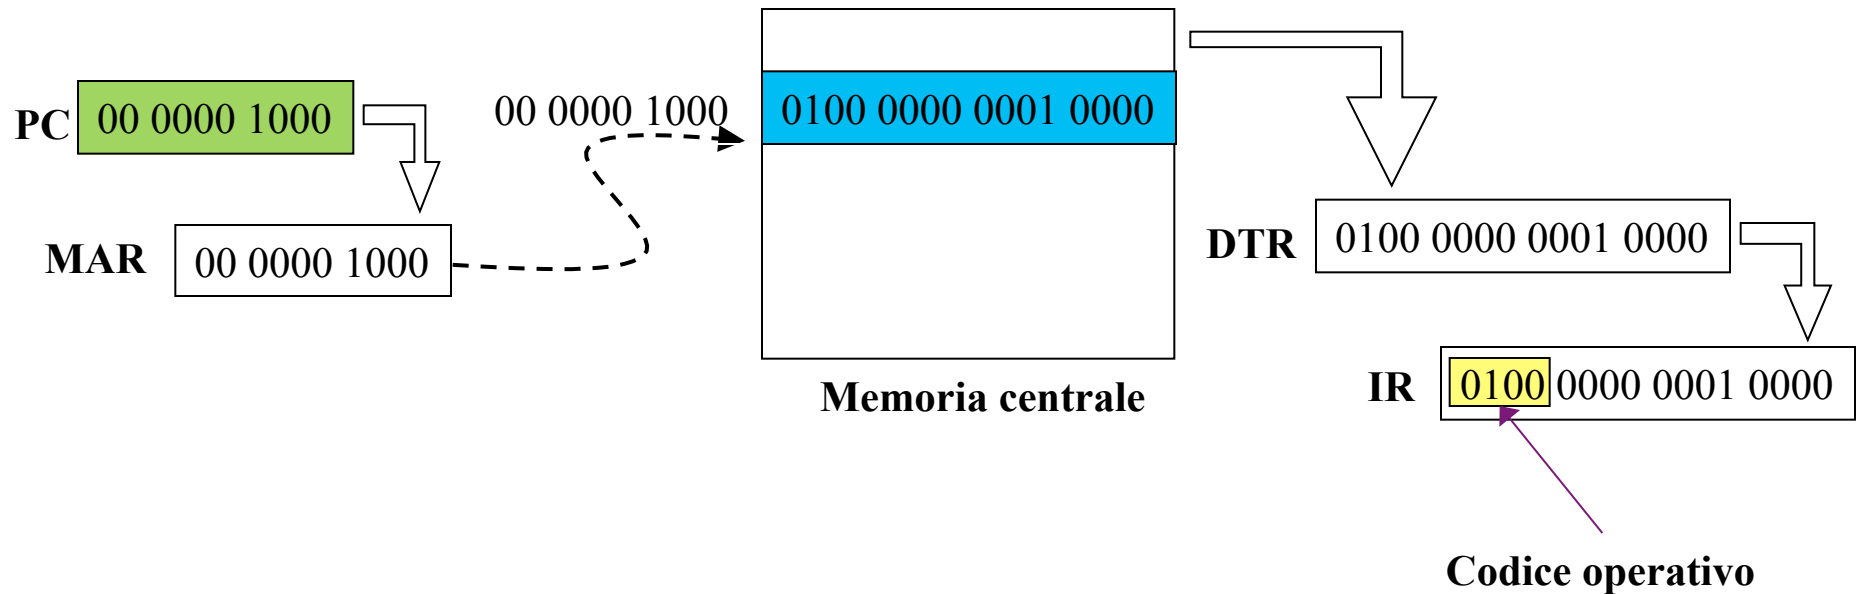 PC 00 0000 1000
00 0000 1000
0100 0000 0001 0000
MAR 00 0000 1000
DTR 0100 0000 0001 0000
IR 0100 0000 0001 0000
Memoria centrale
Codice operativo